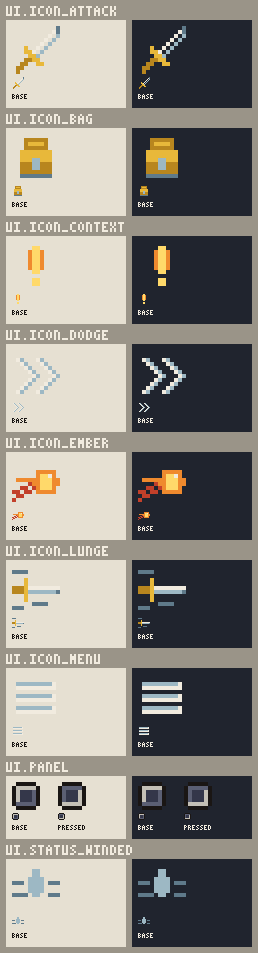 UI.ICON_ATTACK
BASE BASE
UI.ICON_BAG
BASE BASE
UI.ICON_CONTEXT
BASE BASE
UI.ICON_DODGE
BASE BASE
UI.ICON_EMBER
BASE BASE
UI.ICON_LUNGE
BASE BASE
UI.ICON_MENU
BASE BASE
UI.PANEL
BASE PRESSED BASE PRESSED
UI.STATUS_WINDED
BASE BASE